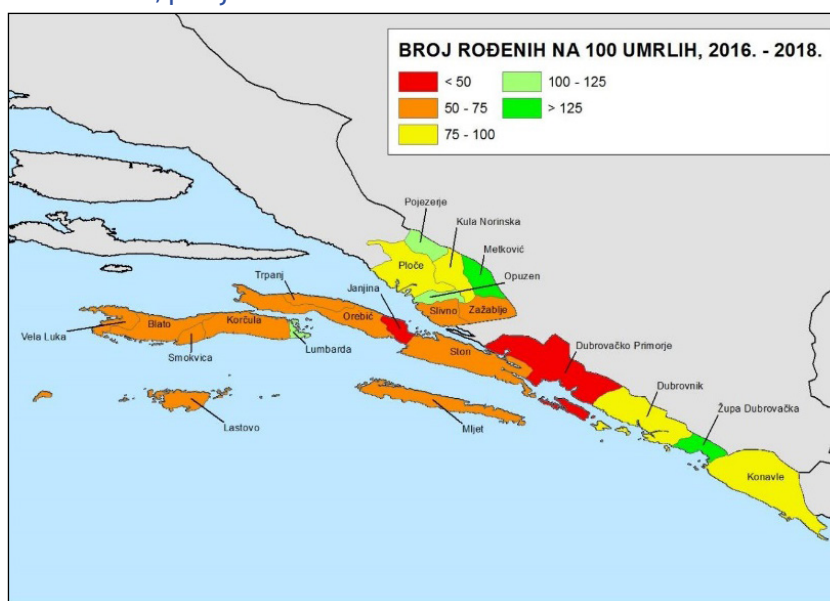 BROJ ROĐENIH NA 100 UMRLIH, 2016. - 2018.
< 50
100 - 125
50 - 75
> 125
75 - 100
Pojezerje
Kula Norinska
Metković
Ploče
Opuzen
Trpanj
Janjina
Slivno
Zažablje
Orebić
Blato
Korčula
Vela Luka
Smokvica
Lumbarda
Ston
Dubrovačko Primorje
Dubrovnik
Župa Dubrovačka
Lastovo
Mljet
Konavle